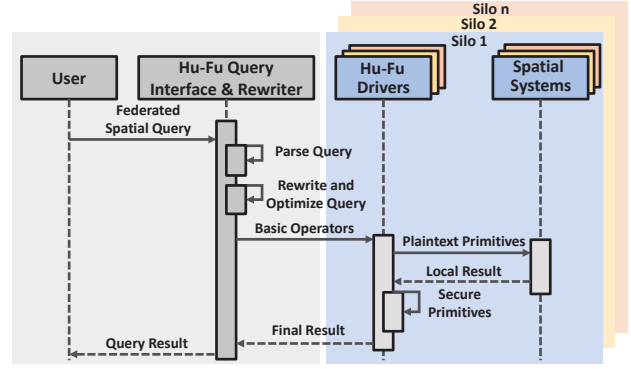 Silo n
Silo 2
Silo 1
User
Hu-Fu Query
Interface & Rewriter
Hu-Fu
Drivers
Spatial
Systems
Federated
Spatial Query
Parse Query
Rewrite and
Optimize Query
Basic Operators
Plaintext Primitives
Local Result
Secure
Primitives
Final Result
Query Result